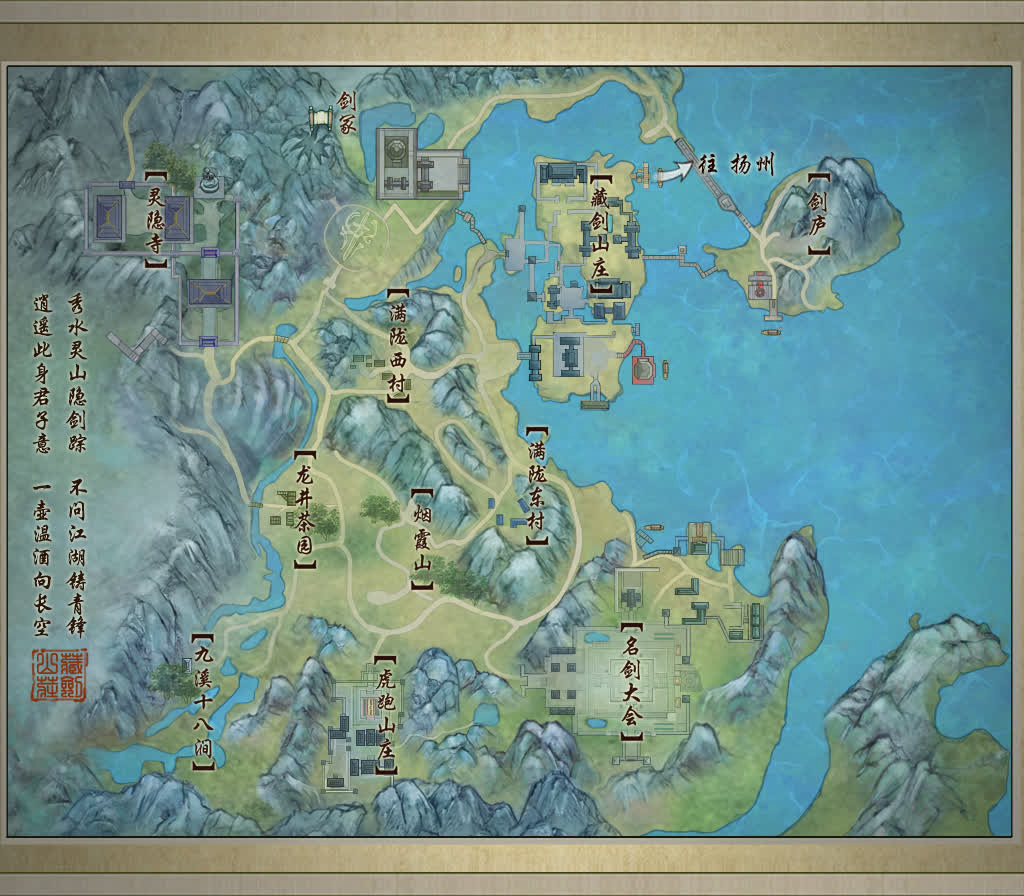 剑冢
往 扬州
灵隐寺
藏剑山庄
剑庐
满陇西村
秀水灵山隐剑踪 不问江湖铸青锋
逍遥此身君子意 一壶温酒向长空
藏剑山庄
龙井茶园
烟霞山
满陇东村
九溪十八涧
虎跑山庄
名剑大会